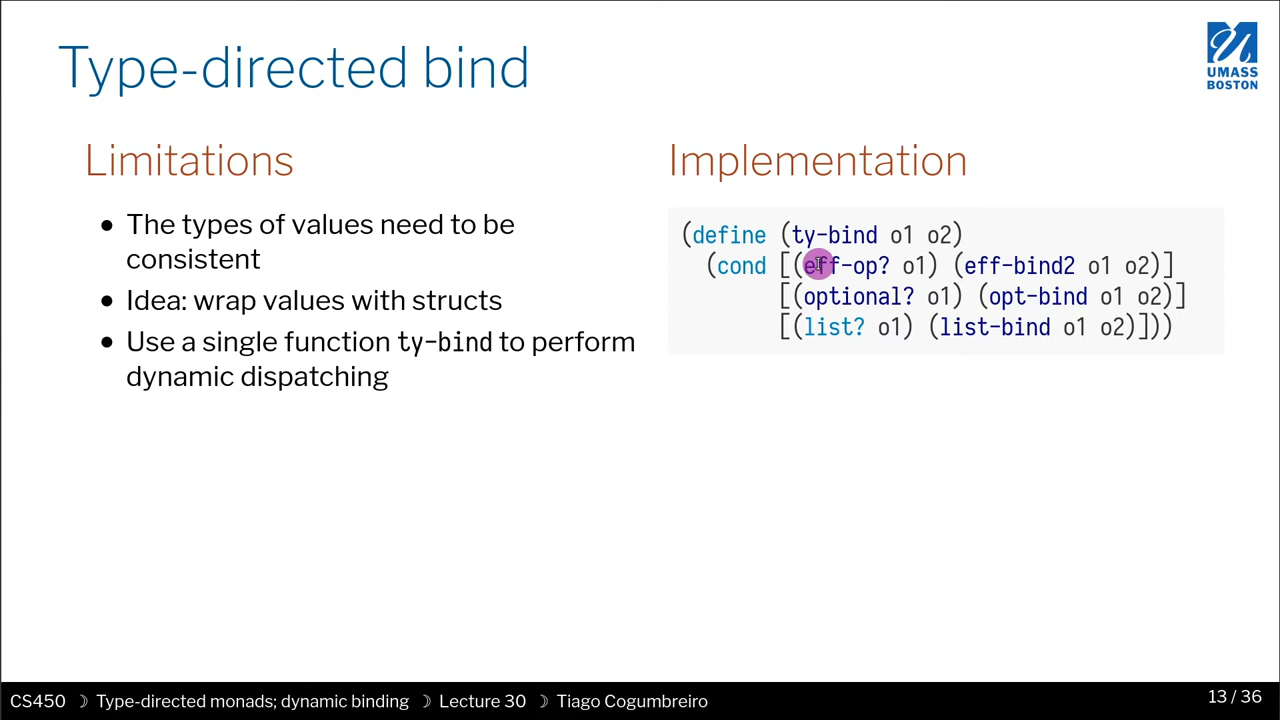 Type-directed bind
UMASS
BOSTON
Limitations
● The types of values need to be
consistent
● Idea: wrap values with structs
● Use a single function ty-bind to perform
dynamic dispatching
Implementation
(define (ty-bind o1 o2)
  (cond [(eff-op? o1) (eff-bind2 o1 o2)]
        [(optional? o1) (opt-bind o1 o2)]
        [(list? o1) (list-bind o1 o2)]))
CS450 ☽ Type-directed monads; dynamic binding ☽ Lecture 30 ☽ Tiago Cogumbreiro
13 / 36